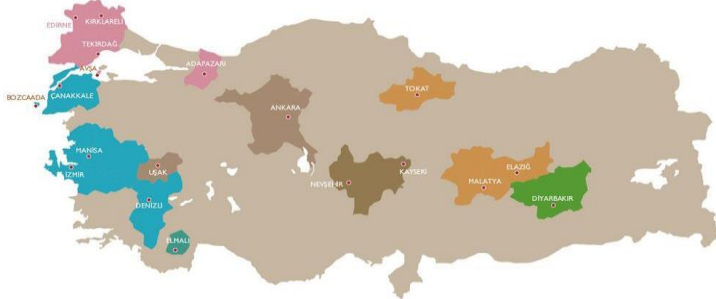 KIRKLARELİ
EDİRNE
TEKİRDAĞ
ADAPAZARI
AVŞA
ÇANAKKALE
BOZCAADA
TOKAT
ANKARA
MANİSA
UŞAK
İZMİR
ELAZIĞ
KAYSERİ
NEVŞEHİR
MALATYA
DİYARBAKIR
DENİZLİ
ELMALI